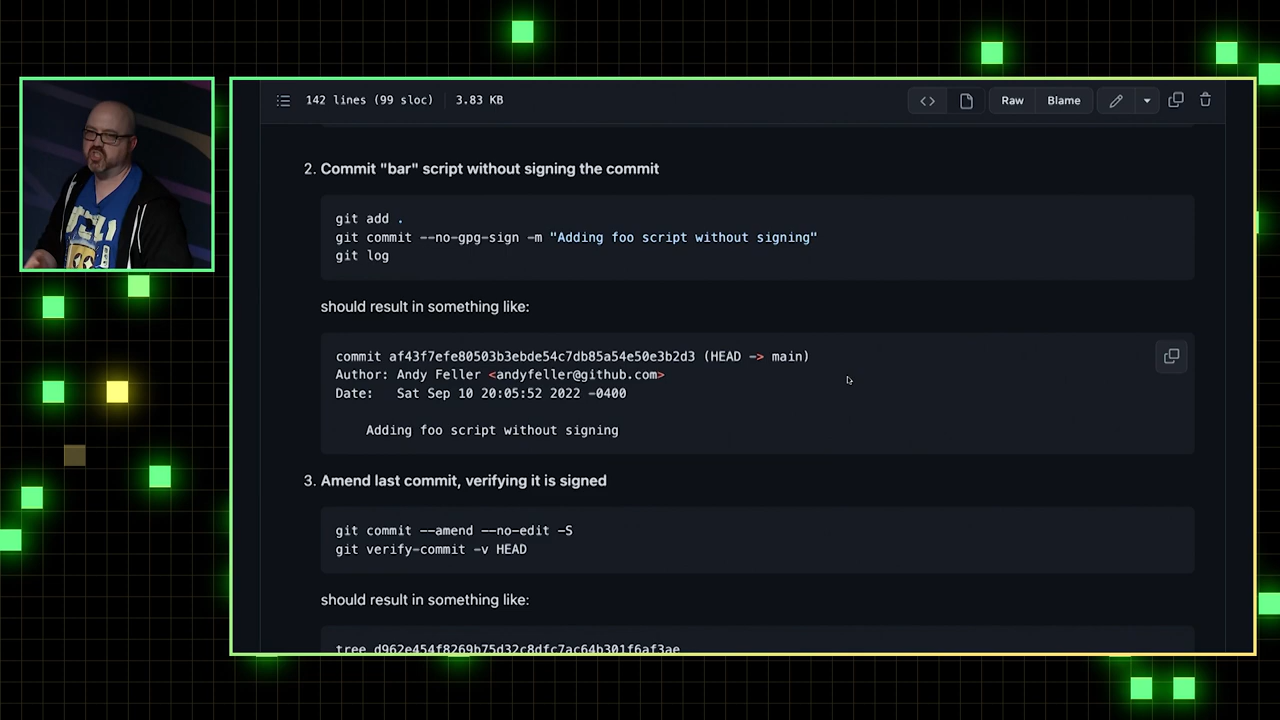 142 lines (99 sloc) 3.83 KB
Raw Blame
2. Commit "bar" script without signing the commit
git add .
git commit --no-gpg-sign -m "Adding foo script without signing"
git log
should result in something like:
commit af43f7efe80503b3ebde54c7db85a54e50e3b2d3 (HEAD -> main)
Author: Andy Feller <andyfeller@github.com>
Date: Sat Sep 10 20:05:52 2022 -0400
Adding foo script without signing
3. Amend last commit, verifying it is signed
git commit --amend --no-edit -S
git verify-commit -v HEAD
should result in something like:
tree d962e454f8269b75d32c8dfc7ac64b301f6af3ae